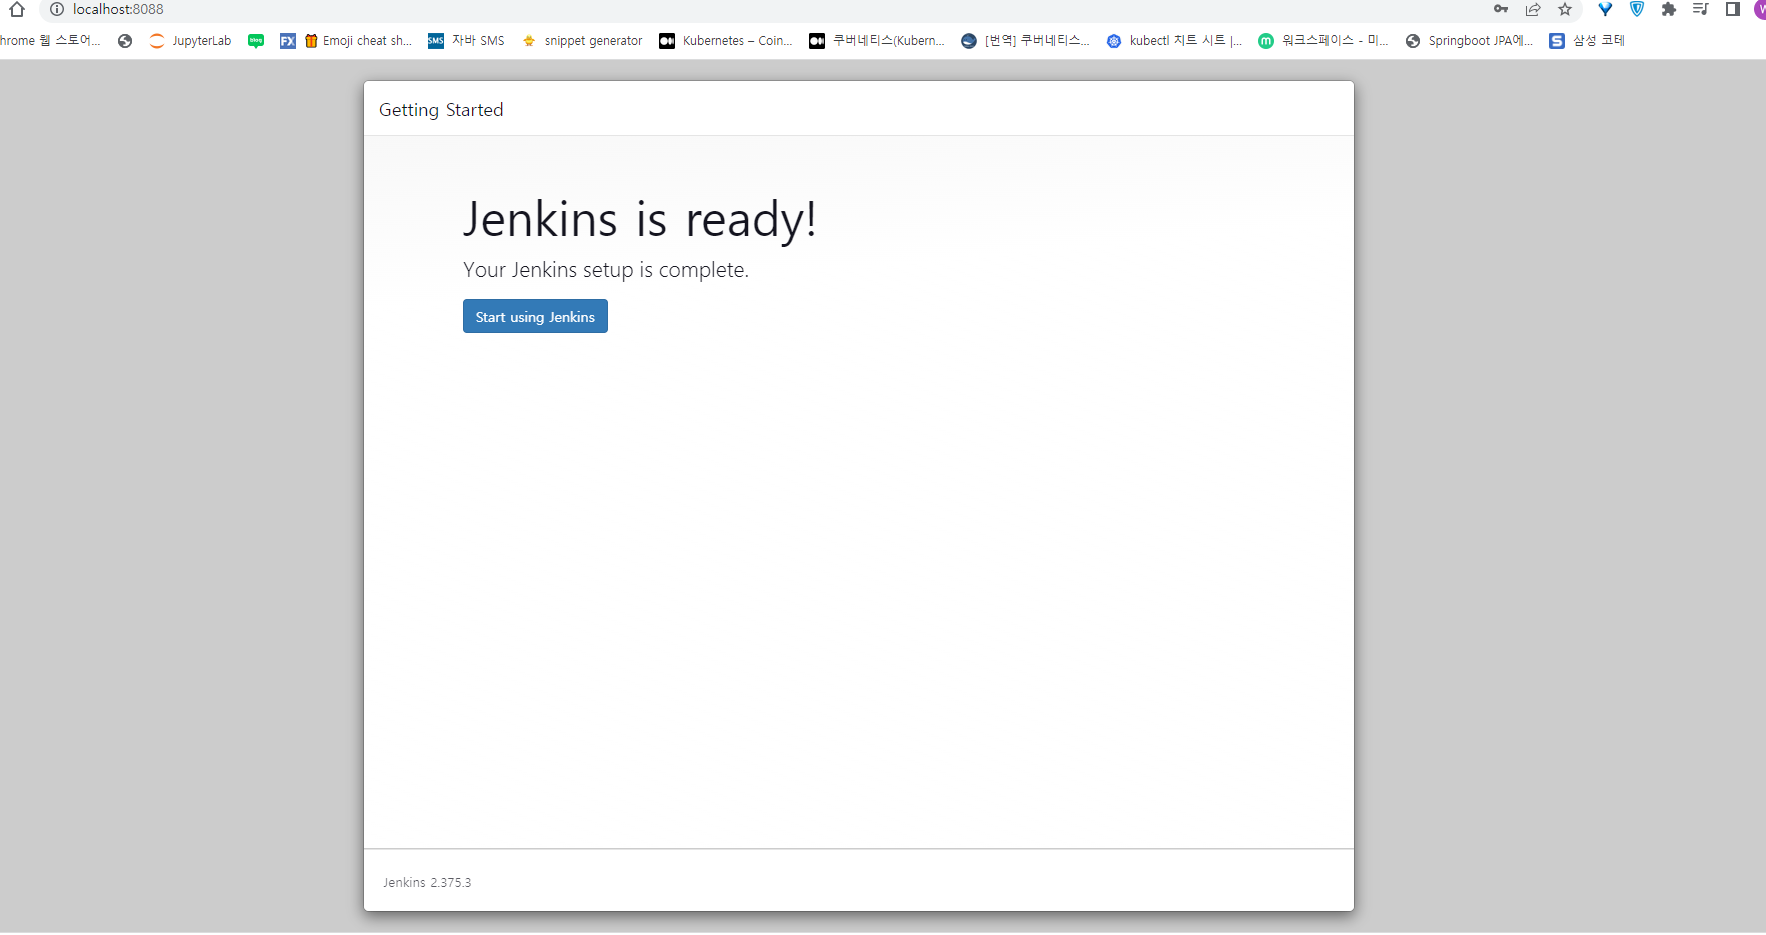 localhost:8088
hrome 웹 스토어... JupyterLab blog FX Emoji cheat sh... SMS 자바 SMS snippet generator Kubernetes – Coin... 쿠버네티스(Kubern... [번역] 쿠버네티스... kubectl 치트 시트 |... m 워크스페이스 - 미... Springboot JPA에... S 삼성 코테
Getting Started
Jenkins is ready!
Your Jenkins setup is complete.
Start using Jenkins
Jenkins 2.375.3